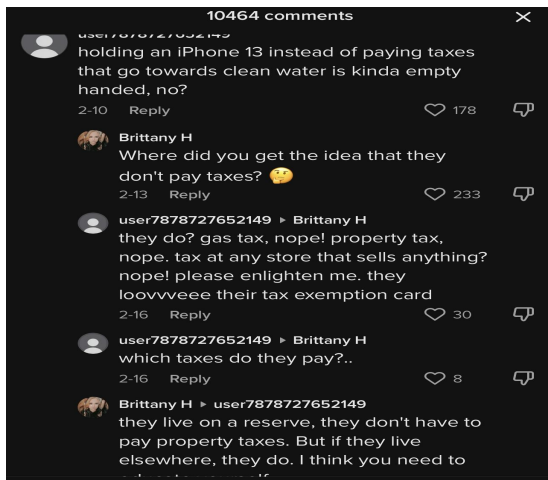 10464 comments
user7878727652149
holding an iPhone 13 instead of paying taxes
that go towards clean water is kinda empty
handed, no?
2-10 Reply 178
Brittany H
Where did you get the idea that they
don't pay taxes? 🤔
2-13 Reply 233
user7878727652149 ▸ Brittany H
they do? gas tax, nope! property tax,
nope. tax at any store that sells anything?
nope! please enlighten me. they
loovvveee their tax exemption card
2-16 Reply 30
user7878727652149 ▸ Brittany H
which taxes do they pay?..
2-16 Reply 8
Brittany H ▸ user7878727652149
they live on a reserve, they don't have to
pay property taxes. But if they live
elsewhere, they do. I think you need to